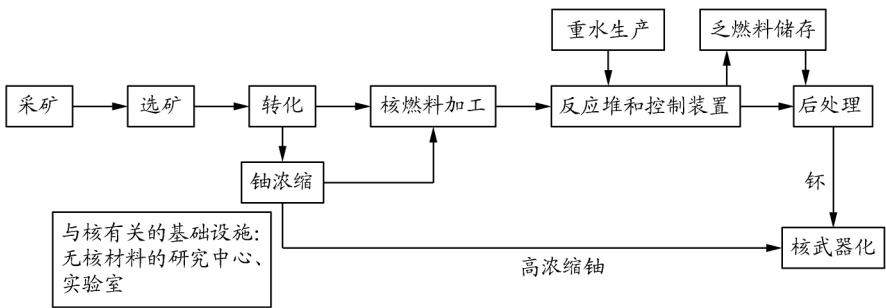 重水生产
乏燃料储存
采矿
选矿
转化
核燃料加工
反应堆和控制装置
后处理
铀浓缩
钚
与核有关的基础设施:
无核材料的研究中心、
实验室
高浓缩铀
核武器化